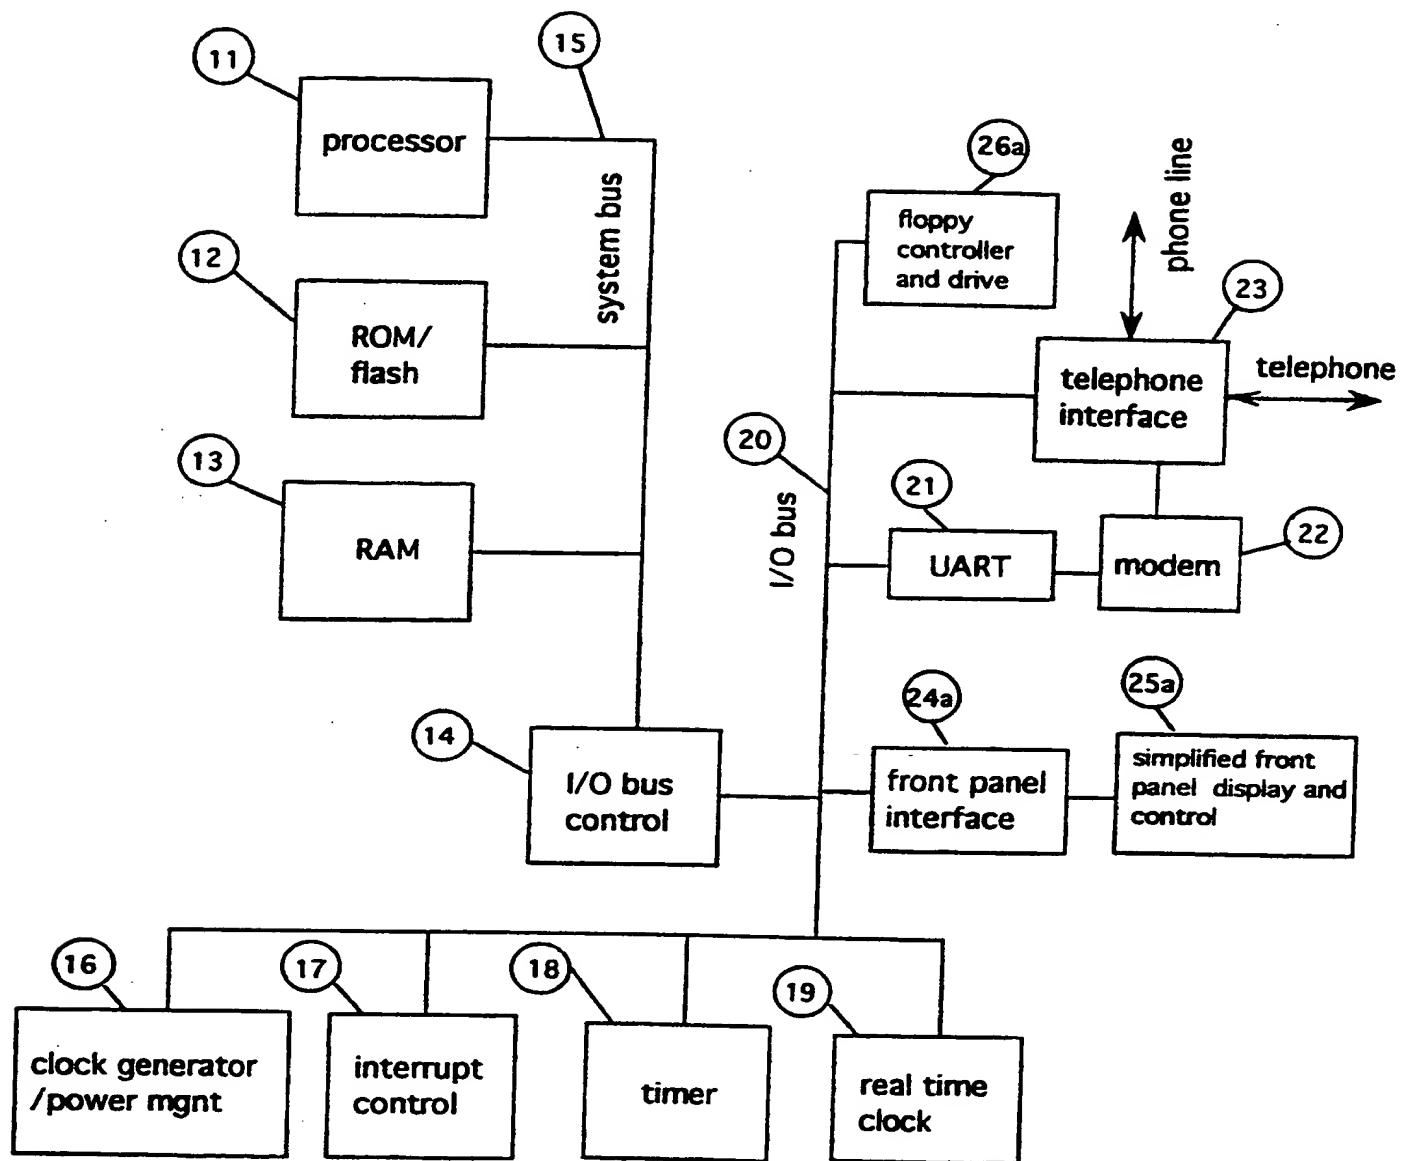 11
15
processor
system bus
12
ROM/
flash
13
RAM
14
I/O bus
control
26a
floppy
controller
and drive
phone line
23
telephone
interface
telephone
20
I/O bus
21
UART
22
modem
24a
front panel
interface
25a
simplified front
panel display and
control
16
clock generator
/power mgnt
17
interrupt
control
18
timer
19
real time
clock